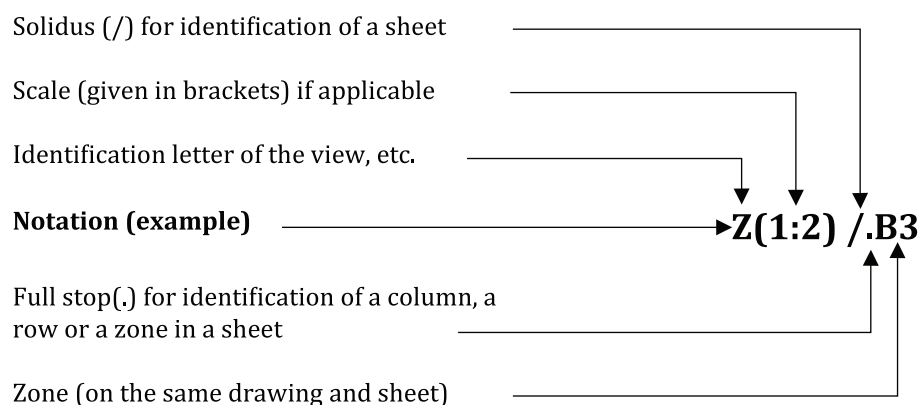 Solidus (/) for identification of a sheet
Scale (given in brackets) if applicable
Identification letter of the view, etc.
Notation (example)
Z(1:2) /.B3
Full stop(.) for identification of a column, a
row or a zone in a sheet
Zone (on the same drawing and sheet)